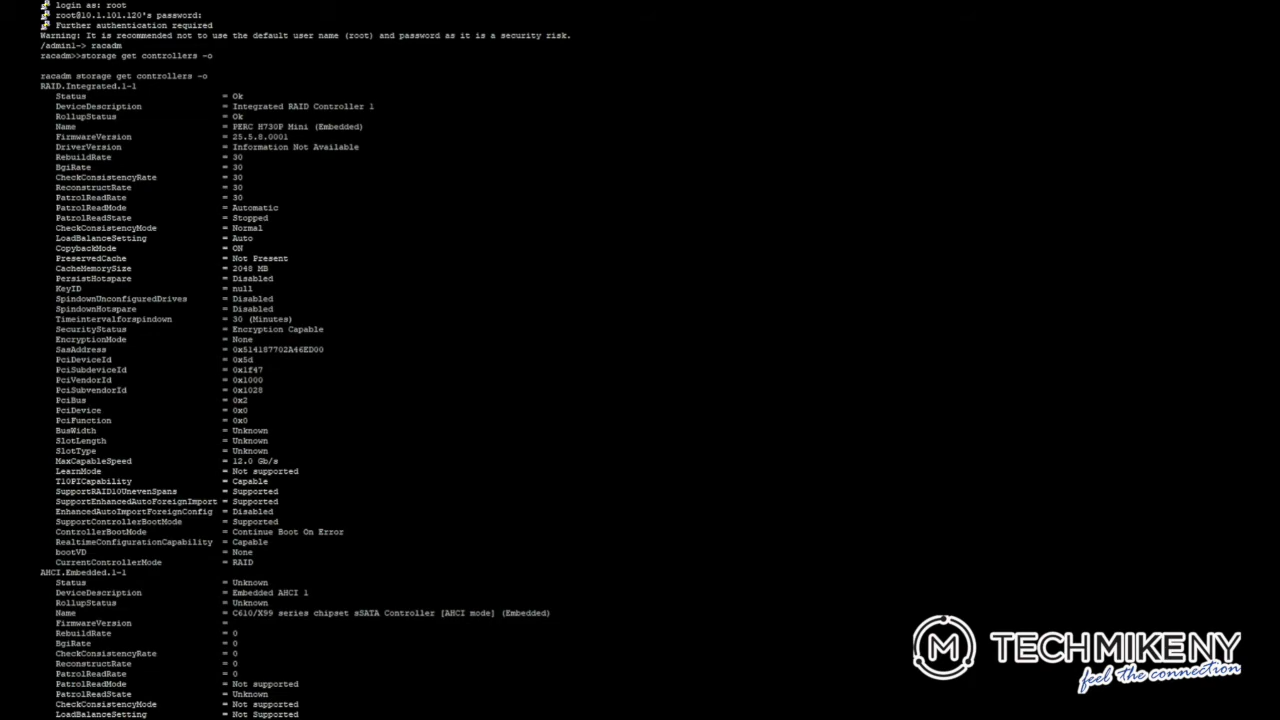 login as: root
root@10.1.101.120's password:
Further authentication required
Warning: It is recommended not to use the default user name (root) and password as it is a security risk.
/admin1-> racadm
racadm>>storage get controllers -o
racadm storage get controllers -o
RAID.Integrated.1-1
Status = Ok
DeviceDescription = Integrated RAID Controller 1
RollupStatus = Ok
Name = PERC H730P Mini (Embedded)
FirmwareVersion = 25.5.8.0001
DriverVersion = Information Not Available
RebuildRate = 30
BgiRate = 30
CheckConsistencyRate = 30
ReconstructRate = 30
PatrolReadRate = 30
PatrolReadMode = Automatic
PatrolReadState = Stopped
CheckConsistencyMode = Normal
LoadBalanceSetting = Auto
CopybackMode = ON
PreservedCache = Not Present
CacheMemorySize = 2048 MB
PersistHotspare = Disabled
KeyID = null
SpindownUnconfiguredDrives = Disabled
SpindownHotspare = Disabled
Timeintervalforspindown = 30 (Minutes)
SecurityStatus = Encryption Capable
EncryptionMode = None
SasAddress = 0x514187702A46ED00
PciDeviceId = 0x5d
PciSubdeviceId = 0x1f47
PciVendorId = 0x1000
PciSubvendorId = 0x1028
PciBus = 0x2
PciDevice = 0x0
PciFunction = 0x0
BusWidth = Unknown
SlotLength = Unknown
SlotType = Unknown
MaxCapableSpeed = 12.0 Gb/s
LearnMode = Not supported
T10PICapability = Capable
SupportRAID10UnevenSpans = Supported
SupportEnhancedAutoForeignImport = Supported
EnhancedAutoImportForeignConfig = Disabled
SupportControllerBootMode = Supported
ControllerBootMode = Continue Boot On Error
RealtimeConfigurationCapability = Capable
bootVD = None
CurrentControllerMode = RAID
AHCI.Embedded.1-1
Status = Unknown
DeviceDescription = Embedded AHCI 1
RollupStatus = Unknown
Name = C610/X99 series chipset sSATA Controller [AHCI mode] (Embedded)
FirmwareVersion =
RebuildRate = 0
BgiRate = 0
CheckConsistencyRate = 0
ReconstructRate = 0
PatrolReadRate = 0
PatrolReadMode = Not supported
PatrolReadState = Unknown
CheckConsistencyMode = Not Supported
LoadBalanceSetting = Not Supported
M TECHMIKENY
feel the connection